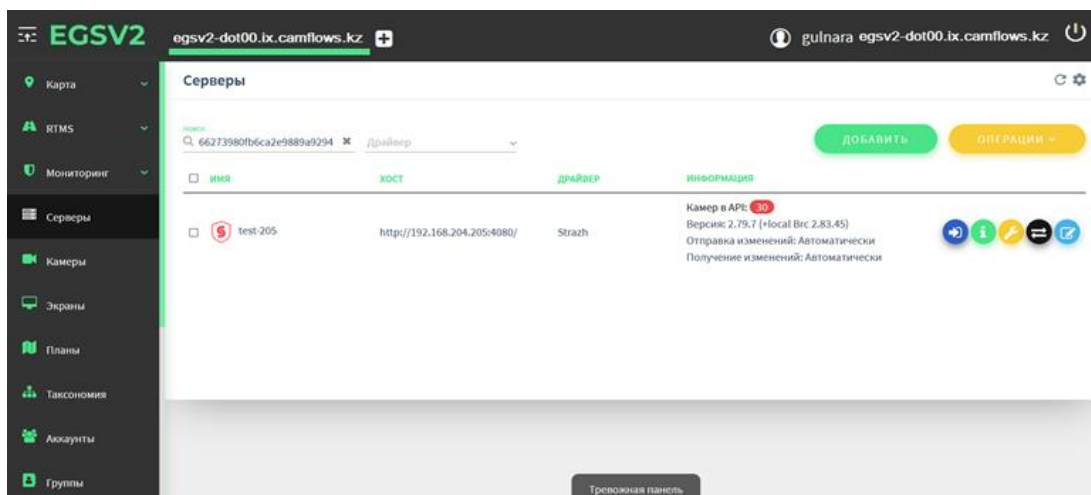 EGSV2
egsv2-dot00.ix.camflows.kz
gulnara egsv2-dot00.ix.camflows.kz
Карта
RTMS
Мониторинг
Серверы
Камеры
Экраны
Планы
Таксономия
Аккаунты
Группы
Серверы
поиск
66273980fb6ca2e9889a9294
Драйвер
ДОБАВИТЬ
ОПЕРАЦИИ
ИМЯ ХОСТ ДРАЙВЕР ИНФОРМАЦИЯ
test-205 http://192.168.204.205:4080/ Strazh
Камер в API: 30
Версия: 2.79.7 (+local Brc 2.83.45)
Отправка изменений: Автоматически
Получение изменений: Автоматически
Тревожная панель